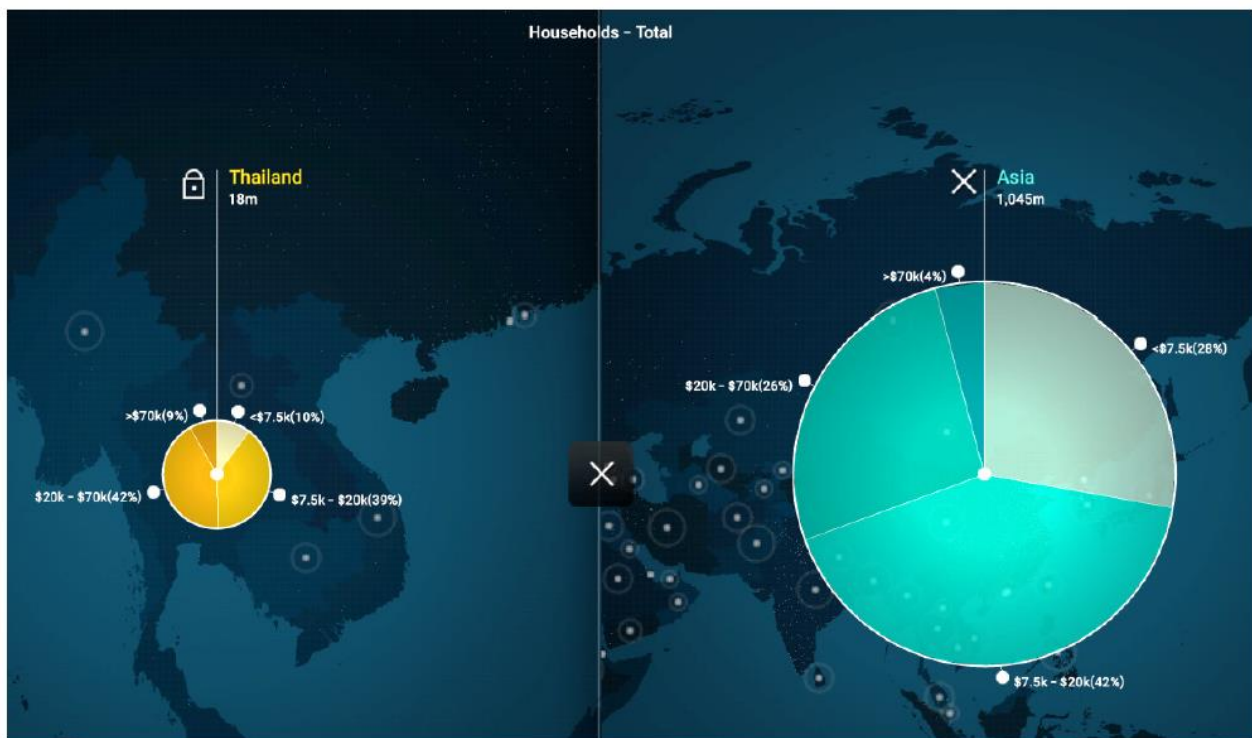 Households - Total
Thailand
18m
>$70k(9%)
<$7.5k(10%)
$20k - $70k(42%)
$7.5k - $20k(39%)
Asia
1,045m
>$70k(4%)
<$7.5k(28%)
$20k - $70k(26%)
$7.5k - $20k(42%)